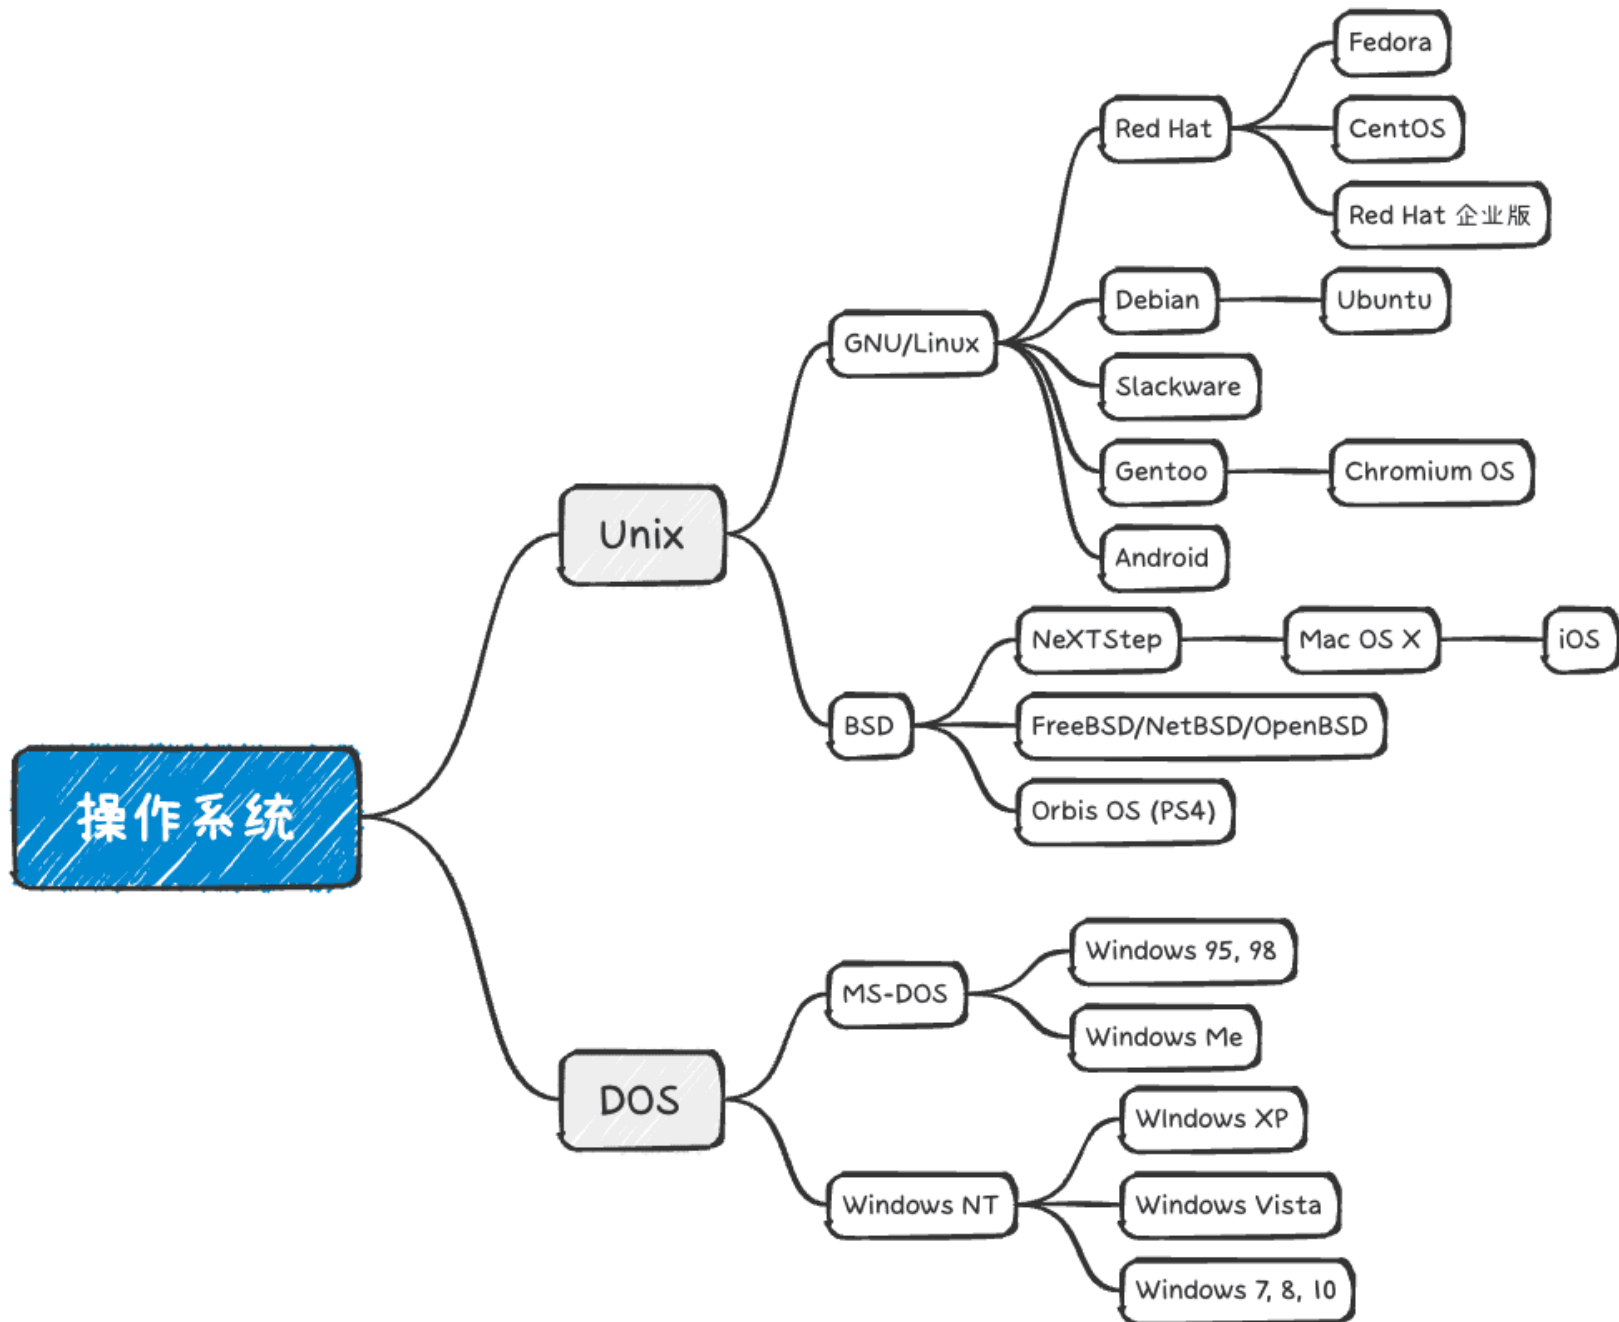 Fedora
Red Hat
CentOS
Red Hat 企业版
Debian
Ubuntu
GNU/Linux
Slackware
Gentoo
Chromium OS
Unix
Android
NeXTStep
Mac OS X
iOS
BSD
FreeBSD/NetBSD/OpenBSD
Orbis OS (PS4)
操作系统
Windows 95, 98
MS-DOS
Windows Me
DOS
WIndows XP
Windows NT
Windows Vista
Windows 7, 8, 10